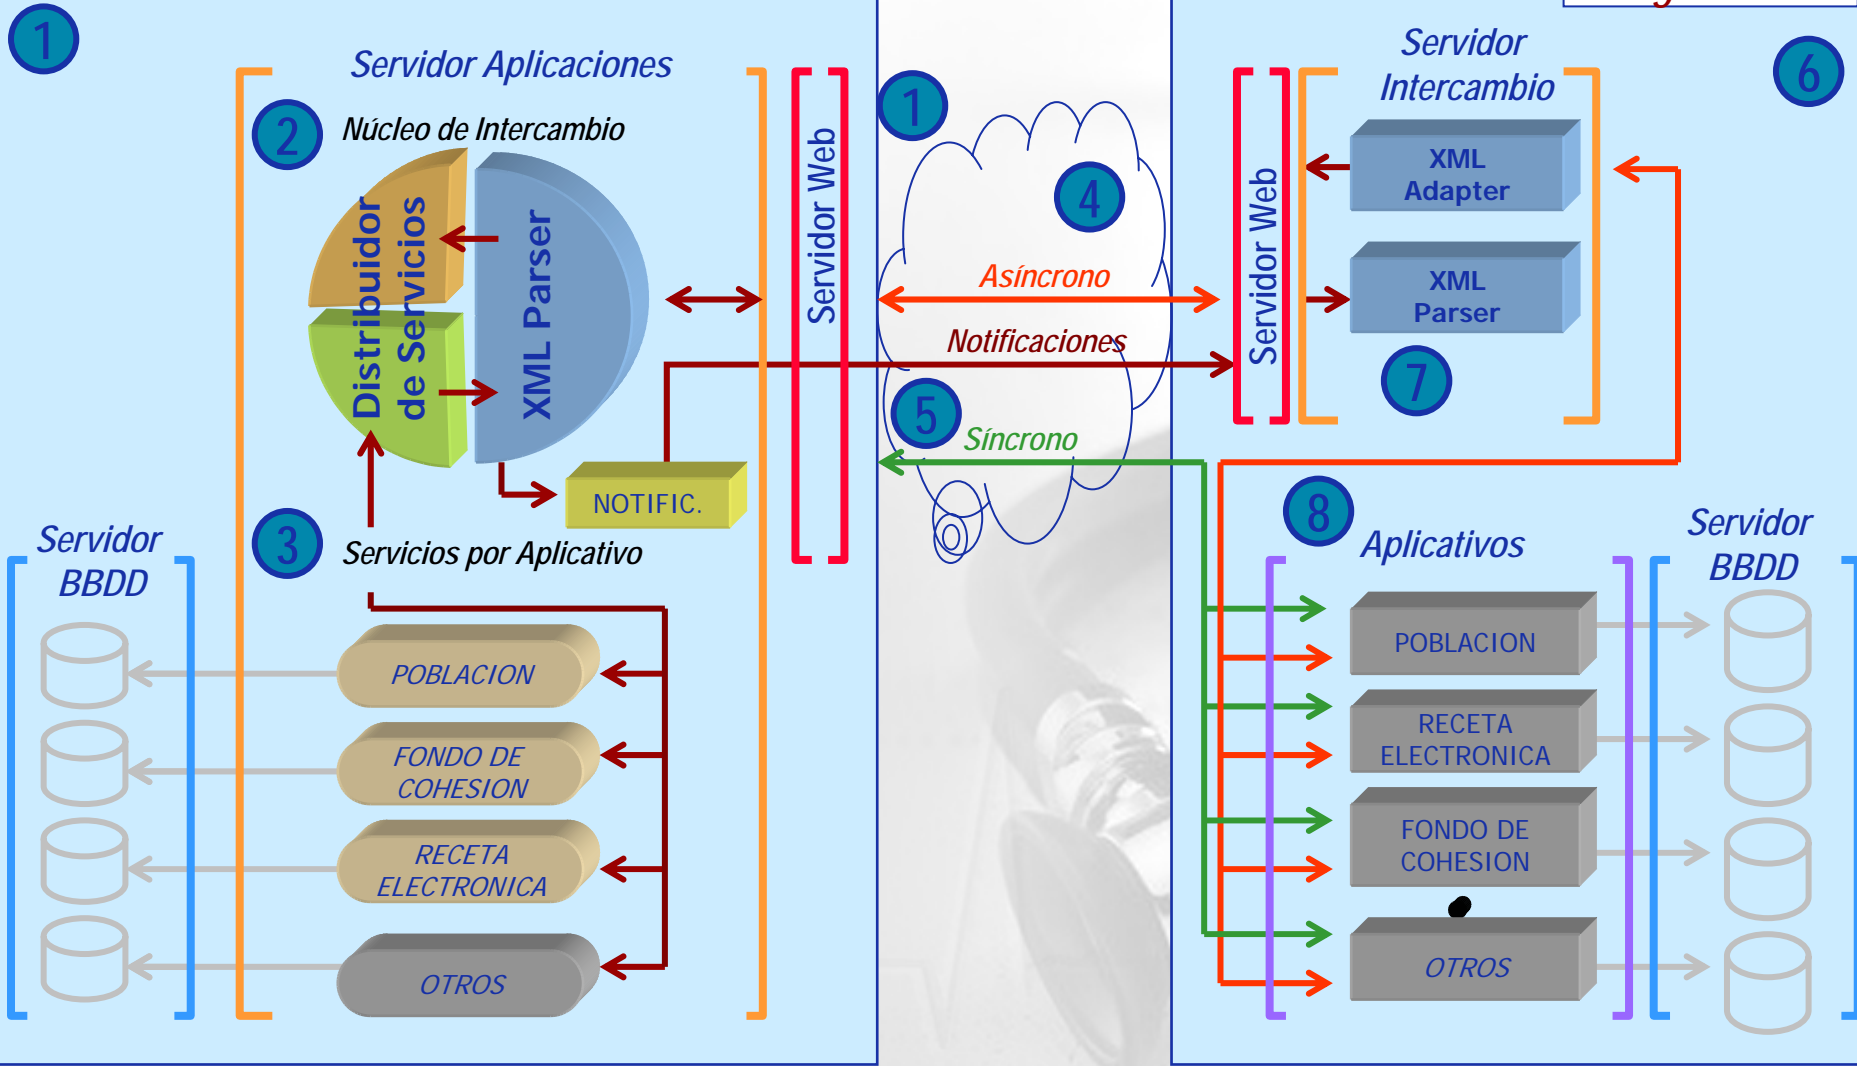 1
Servidor Aplicaciones
2
Núcleo de Intercambio
Distribuidor
de Servicios
XML Parser
NOTIFIC.
3
Servicios por Aplicativo
Servidor
BBDD
POBLACION
FONDO DE
COHESION
RECETA
ELECTRONICA
OTROS
Servidor Web
1
4
Asíncrono
Notificaciones
5
Síncrono
Servidor Web
Servidor
Intercambio
6
XML
Adapter
XML
Parser
7
8
Aplicativos
Servidor
BBDD
POBLACION
RECETA
ELECTRONICA
FONDO DE
COHESION
OTROS